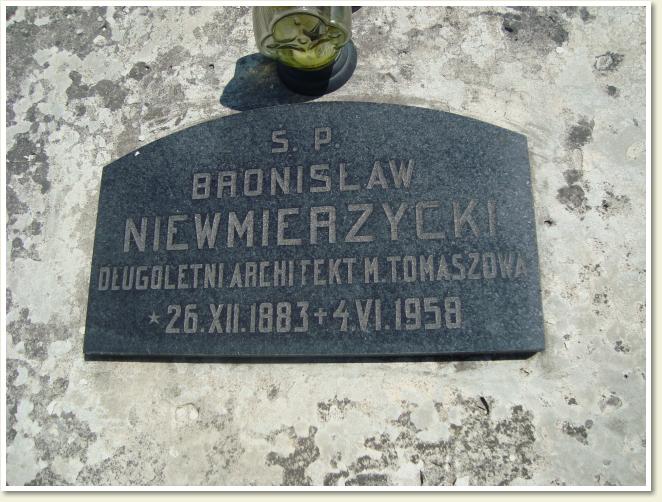 Ś. P.
BRONISŁAW
NIEWMIERZYCKI
DŁUGOLETNI ARCHITEKT M. TOMASZOWA
* 26.XII.1883 + 4.VI.1958